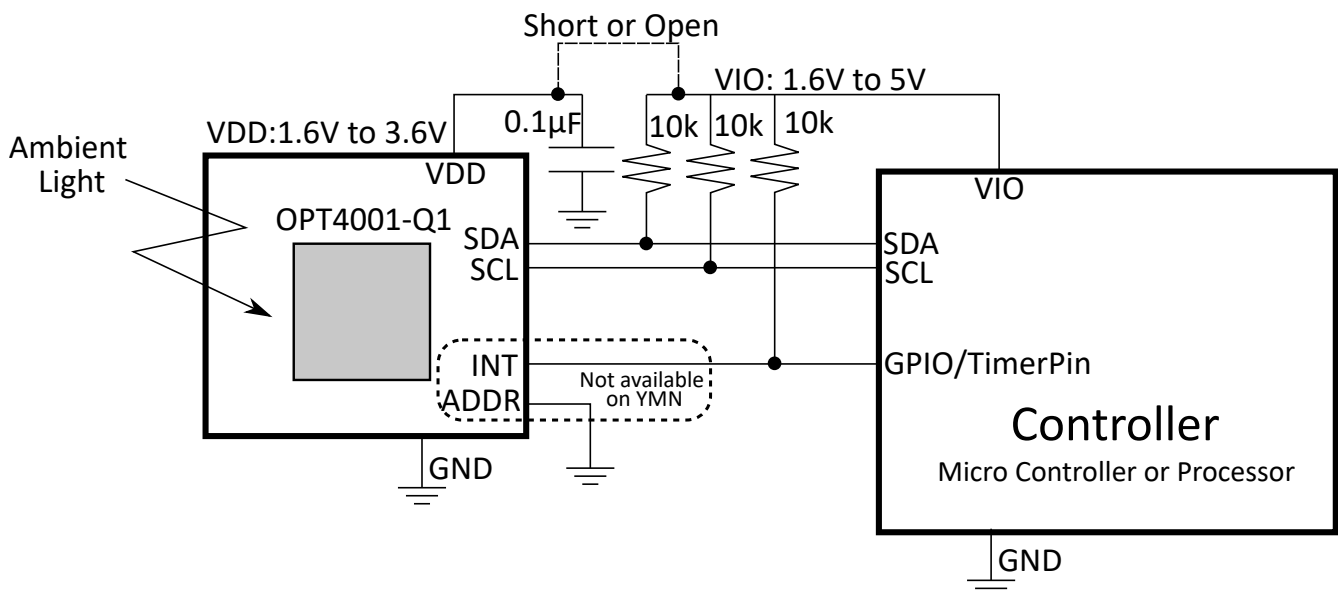 Short or Open
VIO: 1.6V to 5V
0.1µF
10k
10k
10k
VDD:1.6V to 3.6V
Ambient
Light
VDD
VIO
OPT4001-Q1
SDA
SCL
SDA
SCL
INT
ADDR
Not available
on YMN
GPIO/TimerPin
Controller
Micro Controller or Processor
GND
GND